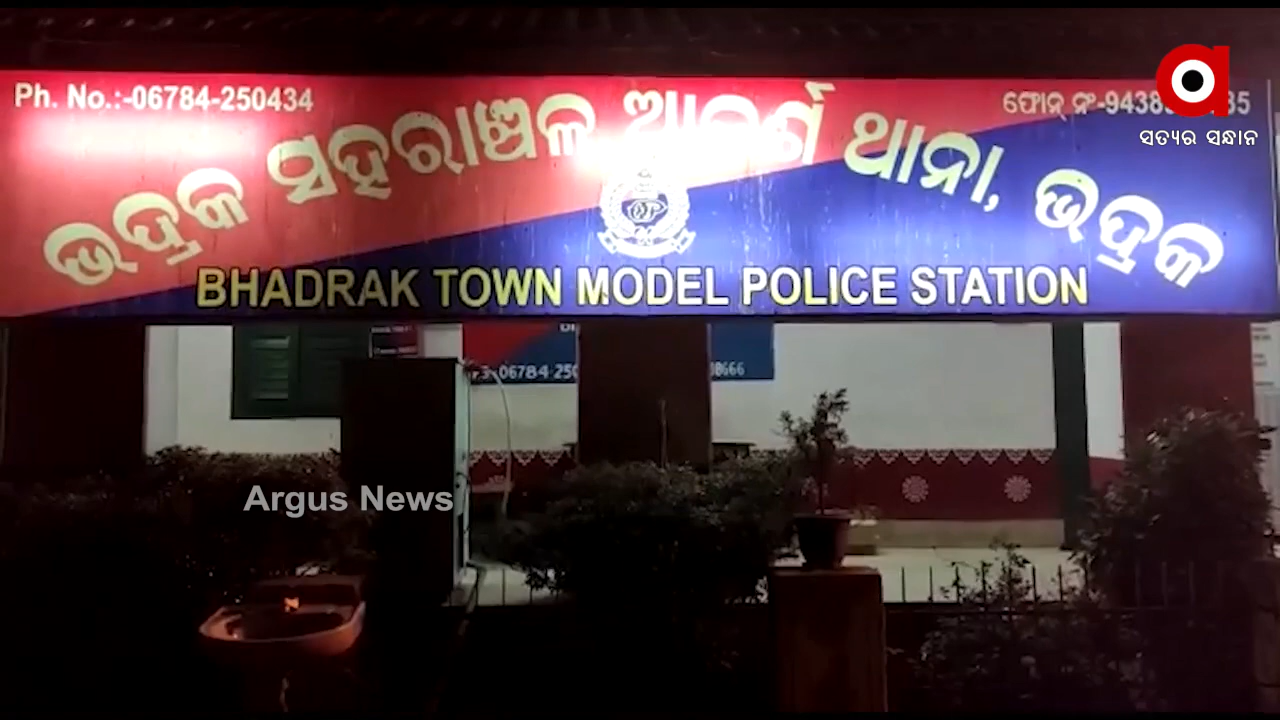 Ph. No.:-06784-250434
ଫୋନ୍ ନଂ-9438
ସତ୍ୟର ସନ୍ଧାନ
ଭଦ୍ରକ ସହରାଞ୍ଚଳ ଆଦର୍ଶ ଥାନା, ଭଦ୍ରକ
BHADRAK TOWN MODEL POLICE STATION
Argus News